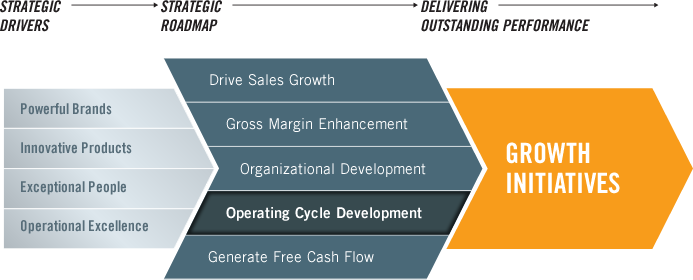 STRATEGIC DRIVERS
STRATEGIC ROADMAP
DELIVERING OUTSTANDING PERFORMANCE
Powerful Brands
Innovative Products
Exceptional People
Operational Excellence
Drive Sales Growth
Gross Margin Enhancement
Organizational Development
Operating Cycle Development
Generate Free Cash Flow
GROWTH
INITIATIVES